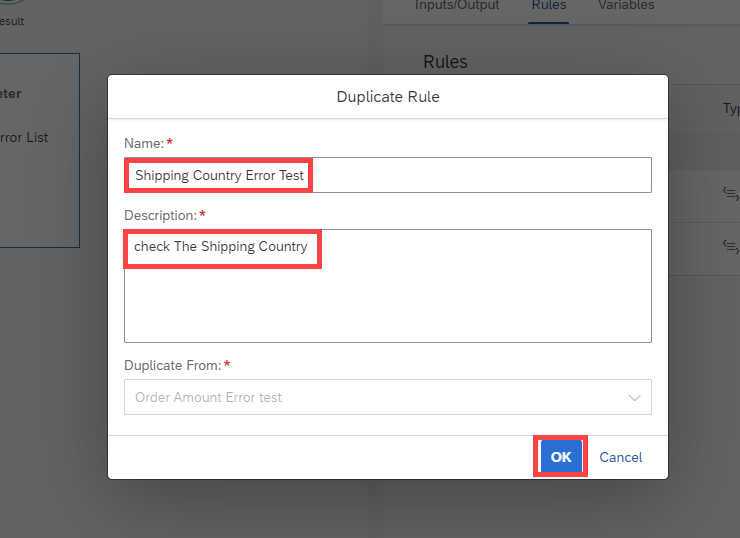 Inputs/Output Rules Variables
Rules
Duplicate Rule
Name:*
Shipping Country Error Test
Description:*
check The Shipping Country
Duplicate From:*
Order Amount Error test
OK Cancel
esult
eter
rror List
Typ